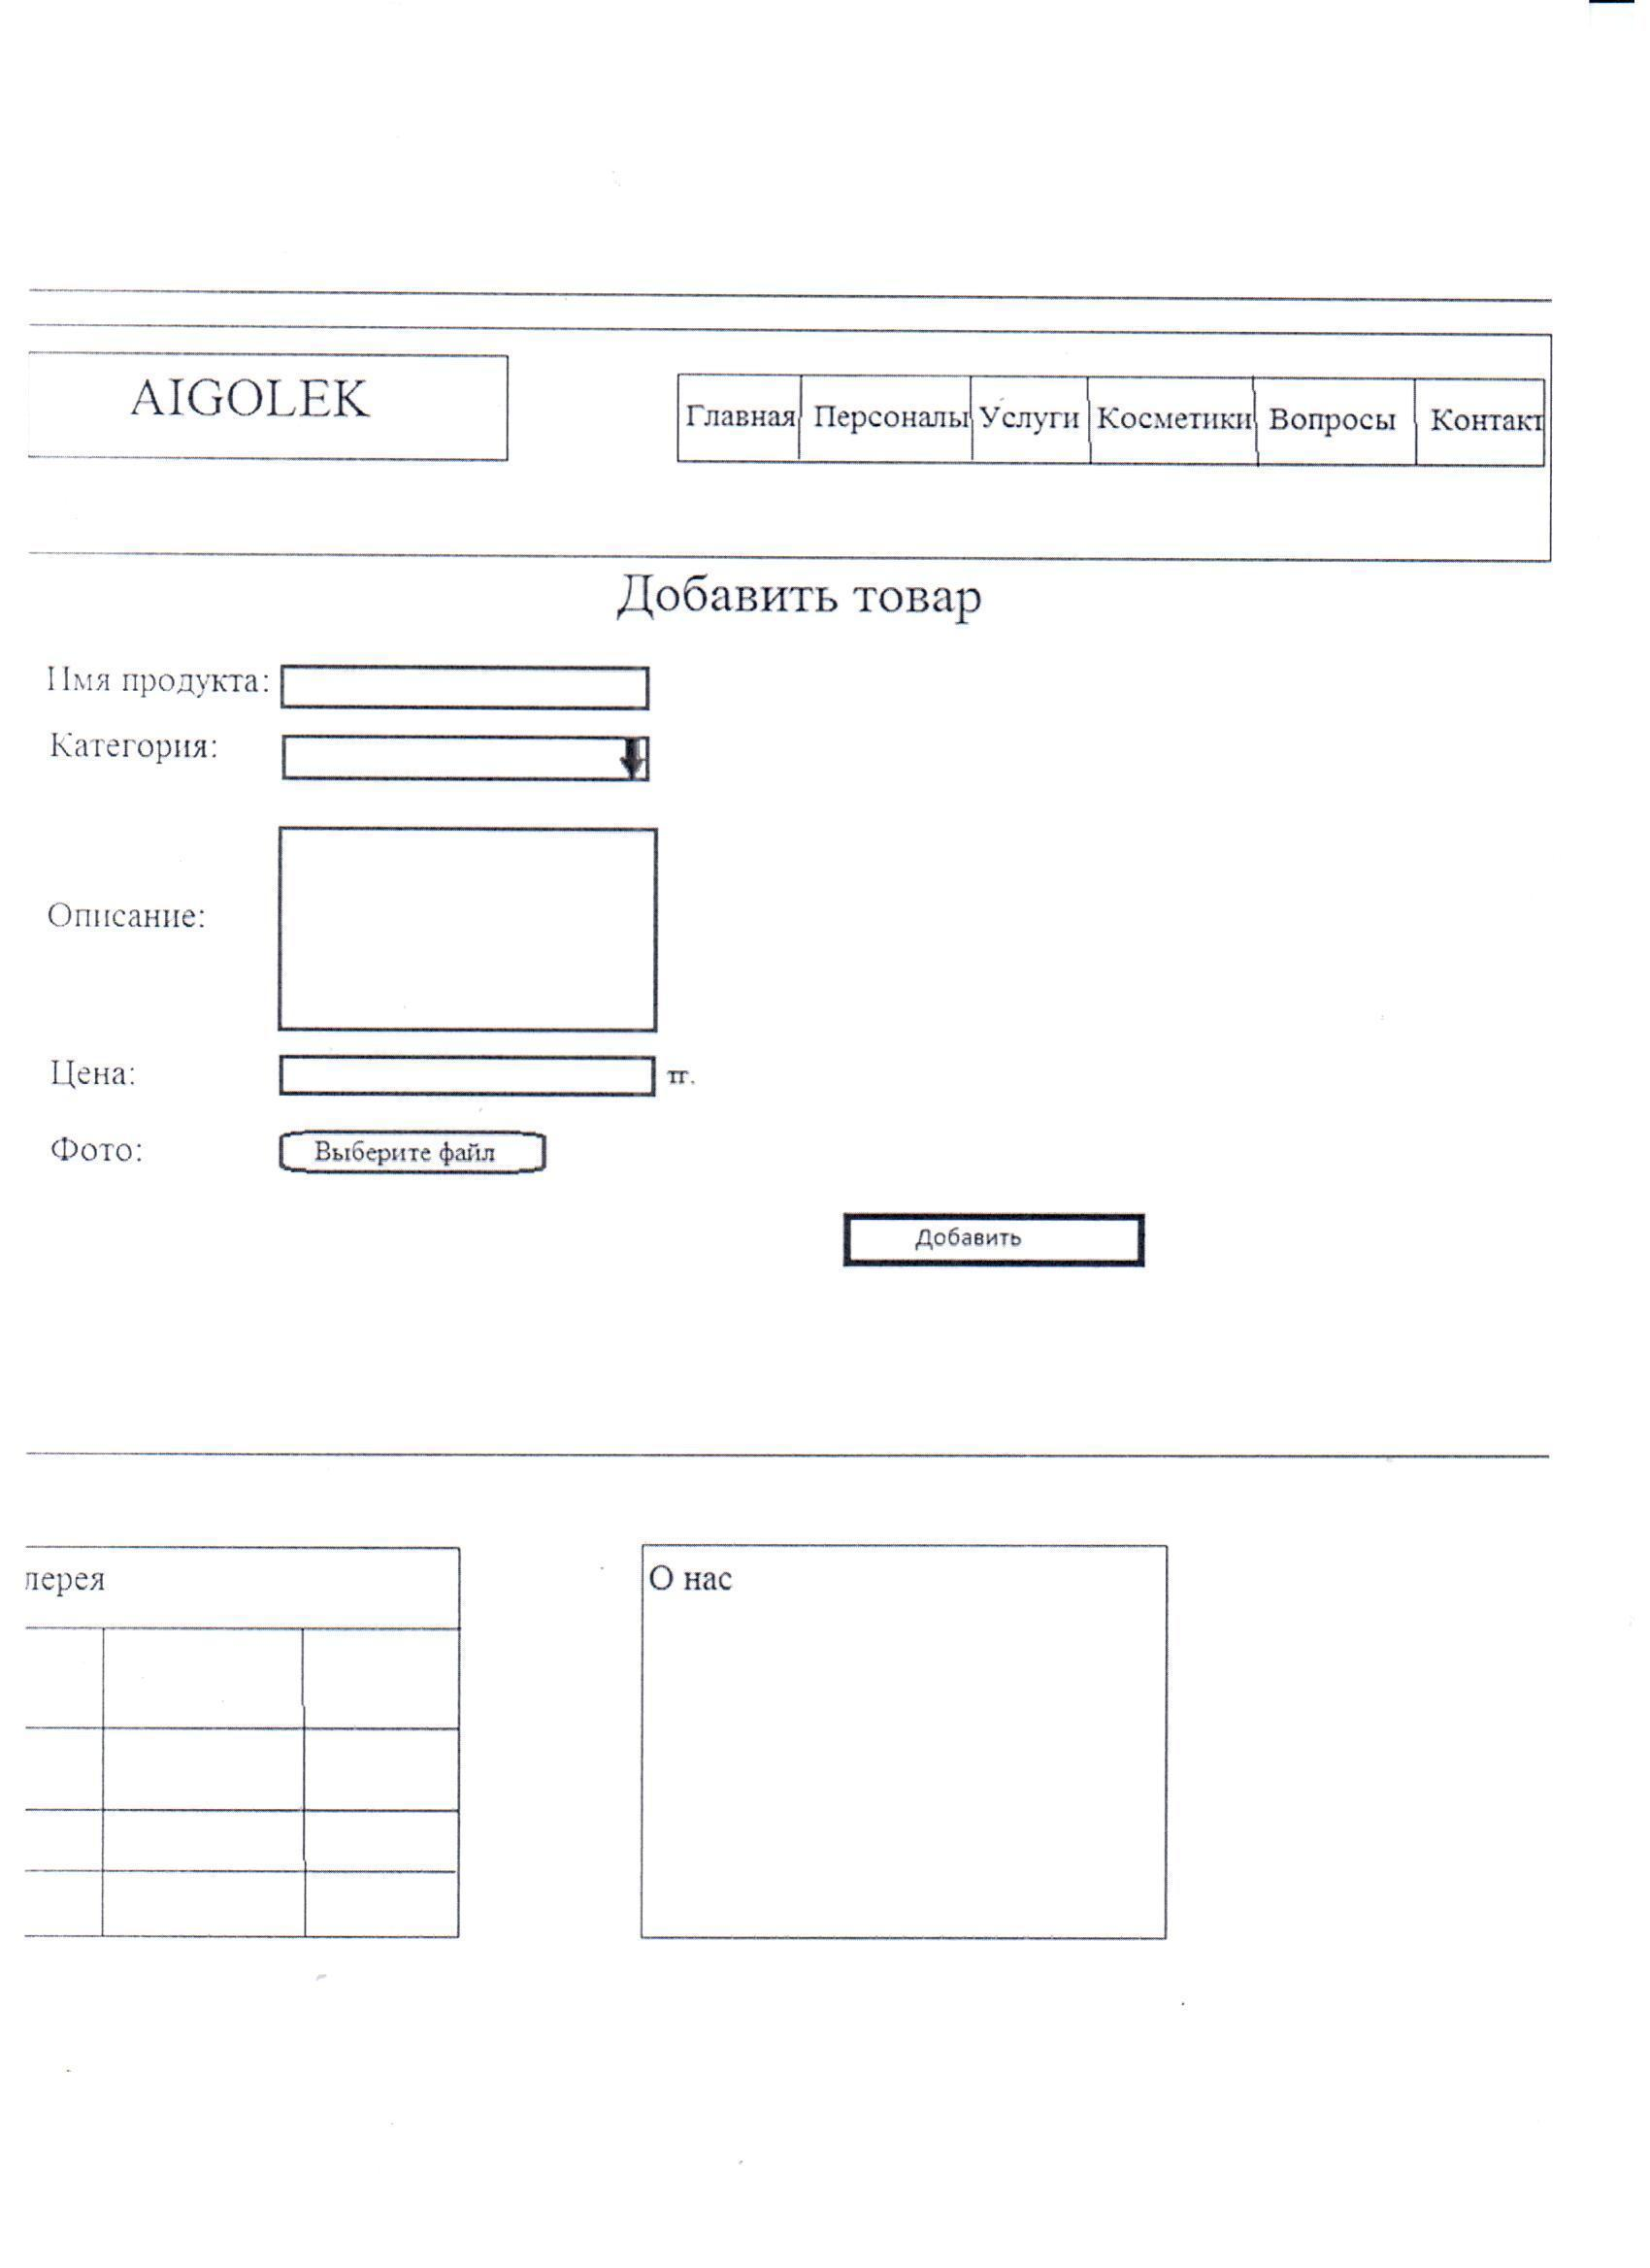 AIGOLEK
Главная Персоналы Услуги Косметики Вопросы Контакт
Добавить товар
Имя продукта:
Категория:
Описание:
Цена: тг.
Фото: Выберите файл
Добавить
лерея
О нас